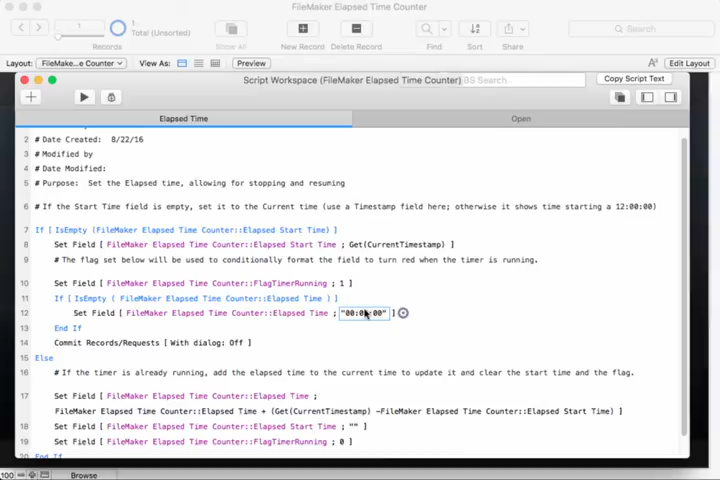 FileMaker Elapsed Time Counter
1
1
Total (Unsorted)
Records
Show All
New Record
Delete Record
Find
Sort
Share
Search
Layout:
FileMake...e Counter
View As:
Preview
Edit Layout
Script Workspace (FileMaker Elapsed Time Counter)
Search
Copy Script Text
Elapsed Time
Open
2 # Date Created: 8/22/16
3 # Modified by
4 # Date Modified:
5 # Purpose: Set the Elapsed time, allowing for stopping and resuming
6 # If the Start Time field is empty, set it to the Current time (use a Timestamp field here; otherwise it shows time starting a 12:00:00)
7 If [ IsEmpty (FileMaker Elapsed Time Counter::Elapsed Start Time) ]
8 Set Field [ FileMaker Elapsed Time Counter::Elapsed Start Time ; Get(CurrentTimestamp) ]
9 # The flag set below will be used to conditionally format the field to turn red when the timer is running.
10 Set Field [ FileMaker Elapsed Time Counter::FlagTimerRunning ; 1 ]
11 If [ IsEmpty ( FileMaker Elapsed Time Counter::Elapsed Time ) ]
12 Set Field [ FileMaker Elapsed Time Counter::Elapsed Time ; "00:00:00" ]
13 End If
14 Commit Records/Requests [ With dialog: Off ]
15 Else
16 # If the timer is already running, add the elapsed time to the current time to update it and clear the start time and the flag.
17 Set Field [ FileMaker Elapsed Time Counter::Elapsed Time ;
FileMaker Elapsed Time Counter::Elapsed Time + (Get(CurrentTimestamp) -FileMaker Elapsed Time Counter::Elapsed Start Time) ]
18 Set Field [ FileMaker Elapsed Time Counter::Elapsed Start Time ; "" ]
19 Set Field [ FileMaker Elapsed Time Counter::FlagTimerRunning ; 0 ]
20 End If
100
Browse